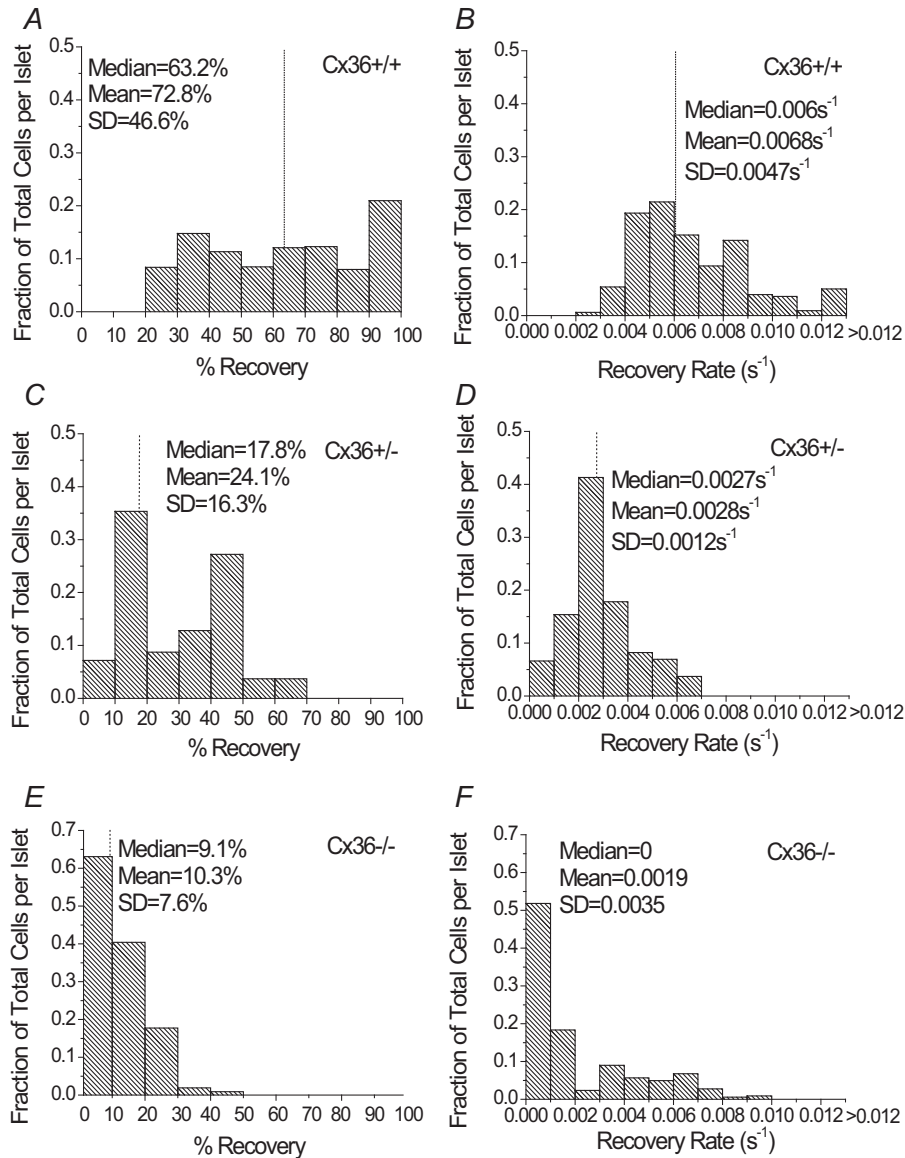 A
Fraction of Total Cells per Islet
0.5
0.4
0.3
0.2
0.1
0.0
Median=63.2%
Mean=72.8%
SD=46.6%
Cx36+/+
0 10 20 30 40 50 60 70 80 90 100
% Recovery
B
Fraction of Total Cells per Islet
0.5
0.4
0.3
0.2
0.1
0.0
Cx36+/+
Median=0.006s⁻¹
Mean=0.0068s⁻¹
SD=0.0047s⁻¹
0.000 0.002 0.004 0.006 0.008 0.010 0.012 >0.012
Recovery Rate (s⁻¹)
C
Fraction of Total Cells per Islet
0.5
0.4
0.3
0.2
0.1
0.0
Median=17.8%
Mean=24.1%
SD=16.3%
Cx36+/-
0 10 20 30 40 50 60 70 80 90 100
% Recovery
D
Fraction of Total Cells per Islet
0.5
0.4
0.3
0.2
0.1
0.0
Cx36+/-
Median=0.0027s⁻¹
Mean=0.0028s⁻¹
SD=0.0012s⁻¹
0.000 0.002 0.004 0.006 0.008 0.010 0.012 >0.012
Recovery Rate (s⁻¹)
E
Fraction of Total Cells per Islet
0.7
0.6
0.5
0.4
0.3
0.2
0.1
0.0
Median=9.1%
Mean=10.3%
SD=7.6%
Cx36-/-
0 10 20 30 40 50 60 70 80 90 100
% Recovery
F
Fraction of Total Cells per Islet
0.7
0.6
0.5
0.4
0.3
0.2
0.1
0.0
Median=0
Mean=0.0019
SD=0.0035
Cx36-/-
0.000 0.002 0.004 0.006 0.008 0.010 0.012 >0.012
Recovery Rate (s⁻¹)